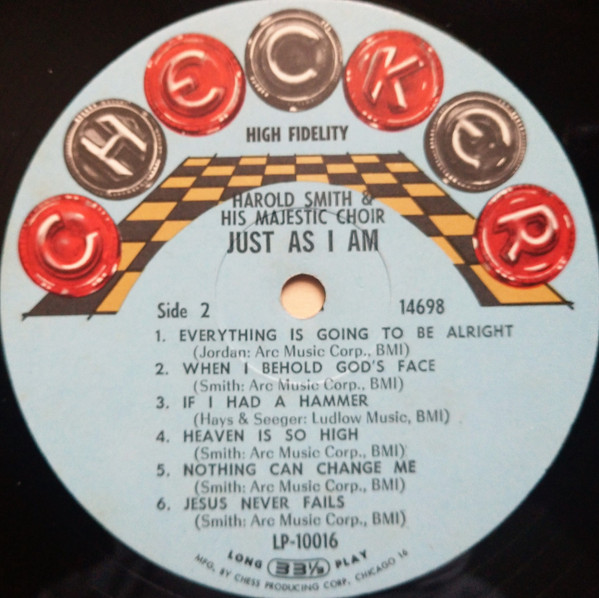 CHECKER
HIGH FIDELITY
HAROLD SMITH &
HIS MAJESTIC CHOIR
JUST AS I AM
Side 2 14698
1. EVERYTHING IS GOING TO BE ALRIGHT
(Jordan: Arc Music Corp., BMI)
2. WHEN I BEHOLD GOD'S FACE
(Smith: Arc Music Corp., BMI)
3. IF I HAD A HAMMER
(Hays & Seeger: Ludlow Music, BMI)
4. HEAVEN IS SO HIGH
(Smith: Arc Music Corp., BMI)
5. NOTHING CAN CHANGE ME
(Smith: Arc Music Corp., BMI)
6. JESUS NEVER FAILS
(Smith: Arc Music Corp., BMI)
LP-10016
LONG 33⅓ PLAY
MFG. BY CHESS PRODUCING CORP., CHICAGO 16